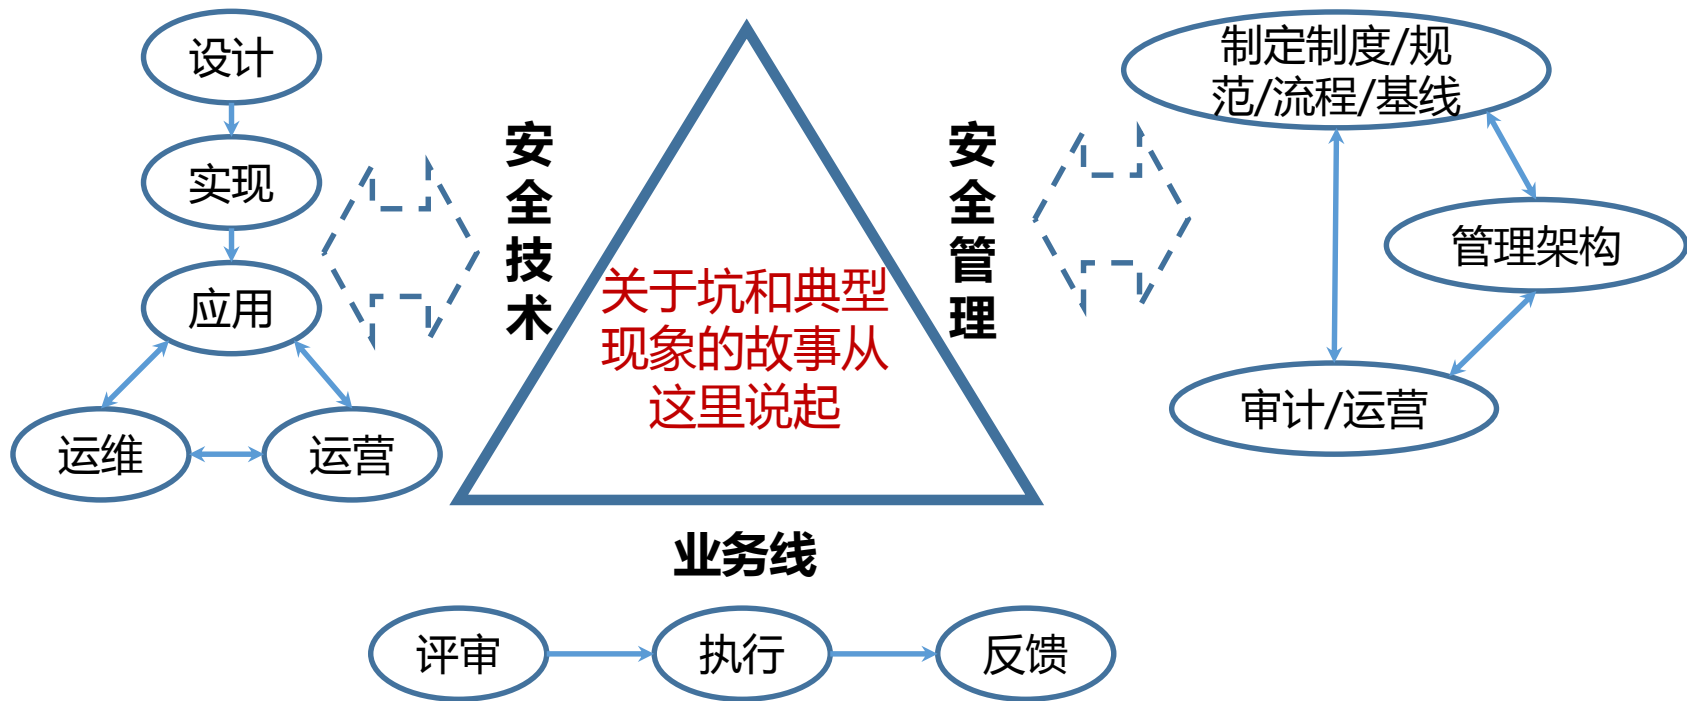 设计
实现
应用
运维
运营
安全技术
关于坑和典型
现象的故事从
这里说起
安全管理
制定制度/规
范/流程/基线
管理架构
审计/运营
业务线
评审
执行
反馈